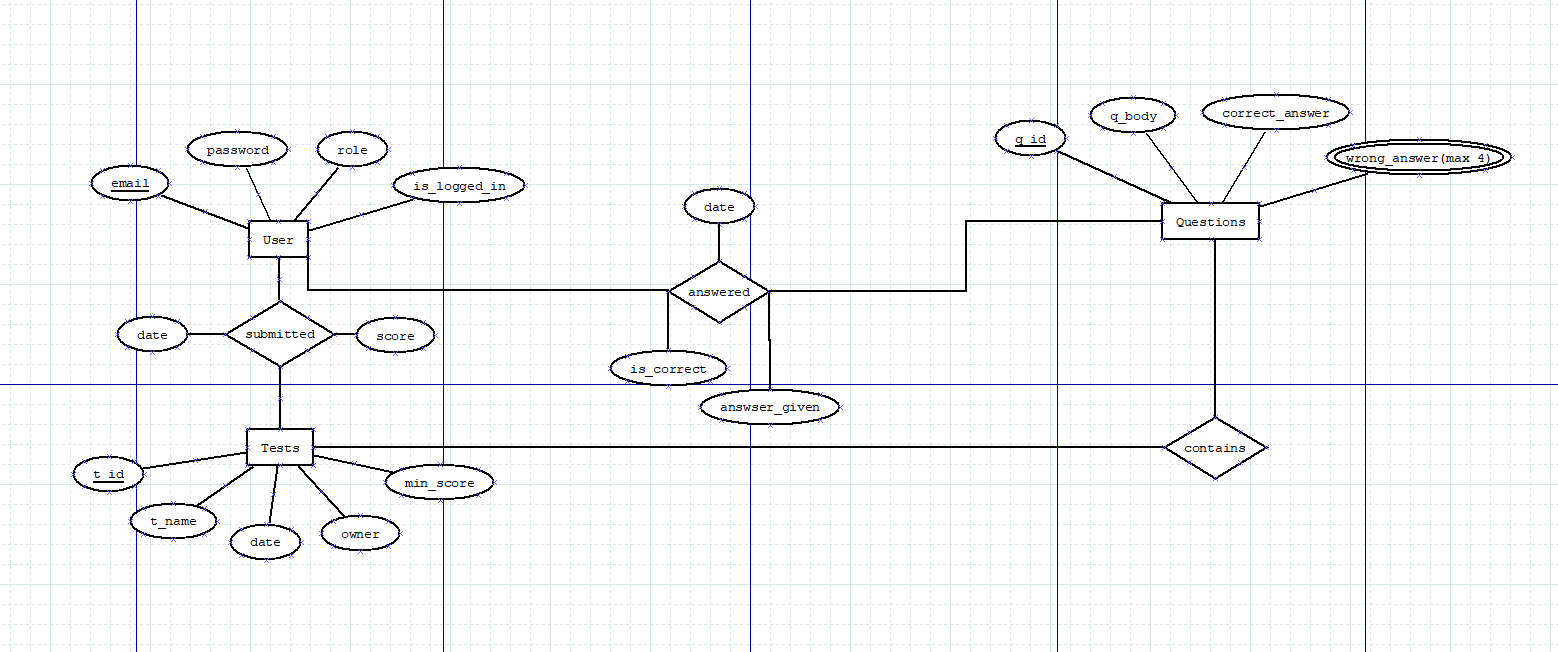 password
role
email
is_logged_in
User
date
submitted
score
date
answered
is_correct
answser_given
q_id
q_body
correct_answer
wrong_answer(max 4)
Questions
contains
Tests
t_id
t_name
date
owner
min_score